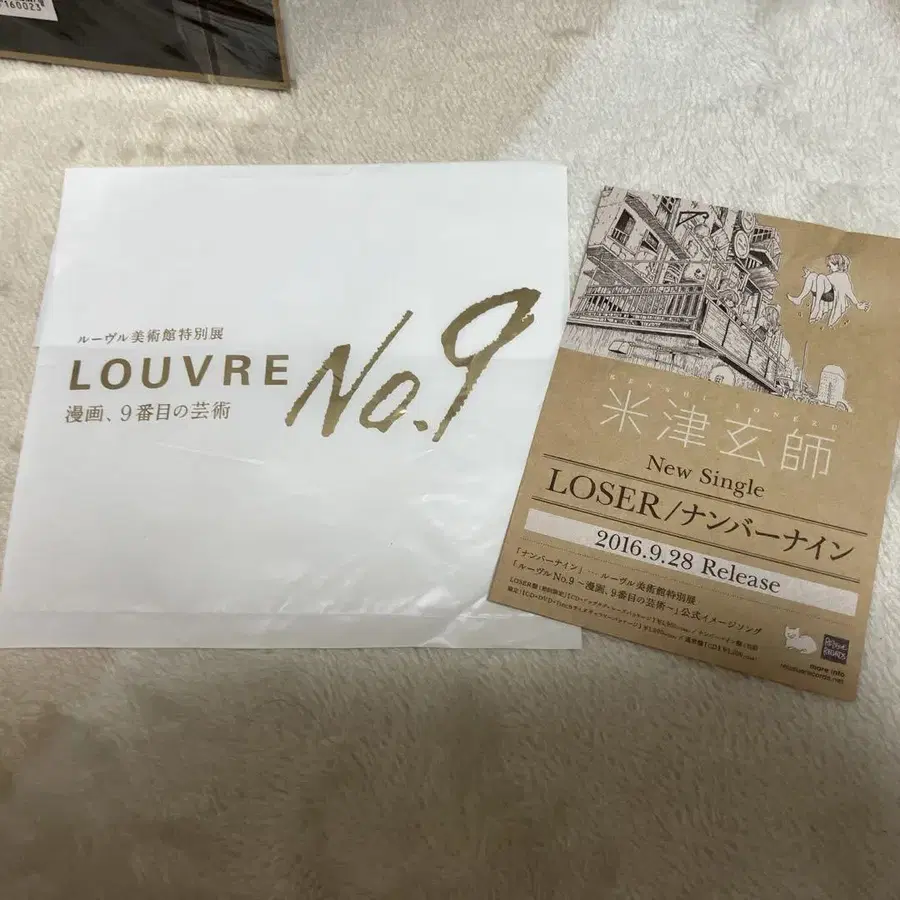 160023
ルーヴル美術館特別展
LOUVRE
No.9
漫画、9番目の芸術
KENSHI YONEZU
米津玄師
New Single
LOSER/ナンバーナイン
2016.9.28 Release
「ナンバーナイン」… ルーヴル美術館特別展
「ルーヴルNo.9 〜漫画、9番目の芸術〜」公式イメージソング
more info